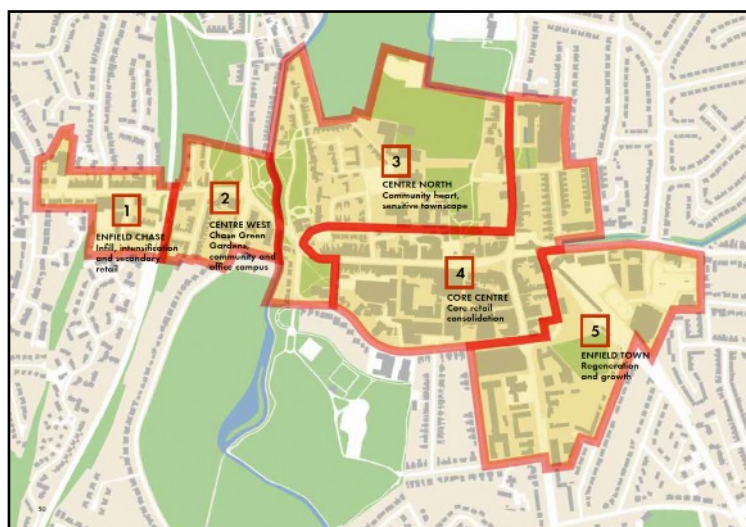 1
ENFIELD CHASE
Infill, intensification
and secondary
retail
2
CENTRE WEST
Chase Green
Gardens,
community and
office campus
3
CENTRE NORTH
Community heart,
sensitive townscape
4
CORE CENTRE
Core retail
consolidation
5
ENFIELD TOWN
Regeneration
and growth
50